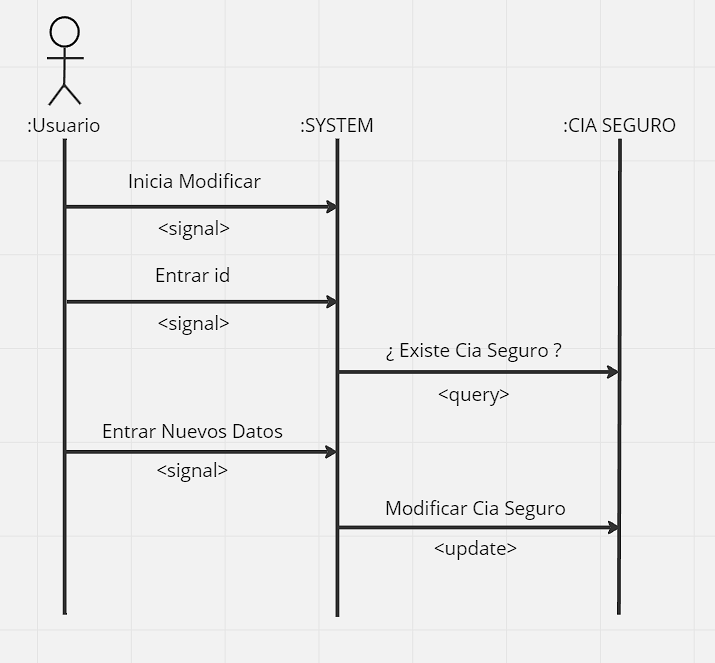 :Usuario
:SYSTEM
:CIA SEGURO
Inicia Modificar
<signal>
Entrar id
<signal>
¿ Existe Cia Seguro ?
<query>
Entrar Nuevos Datos
<signal>
Modificar Cia Seguro
<update>